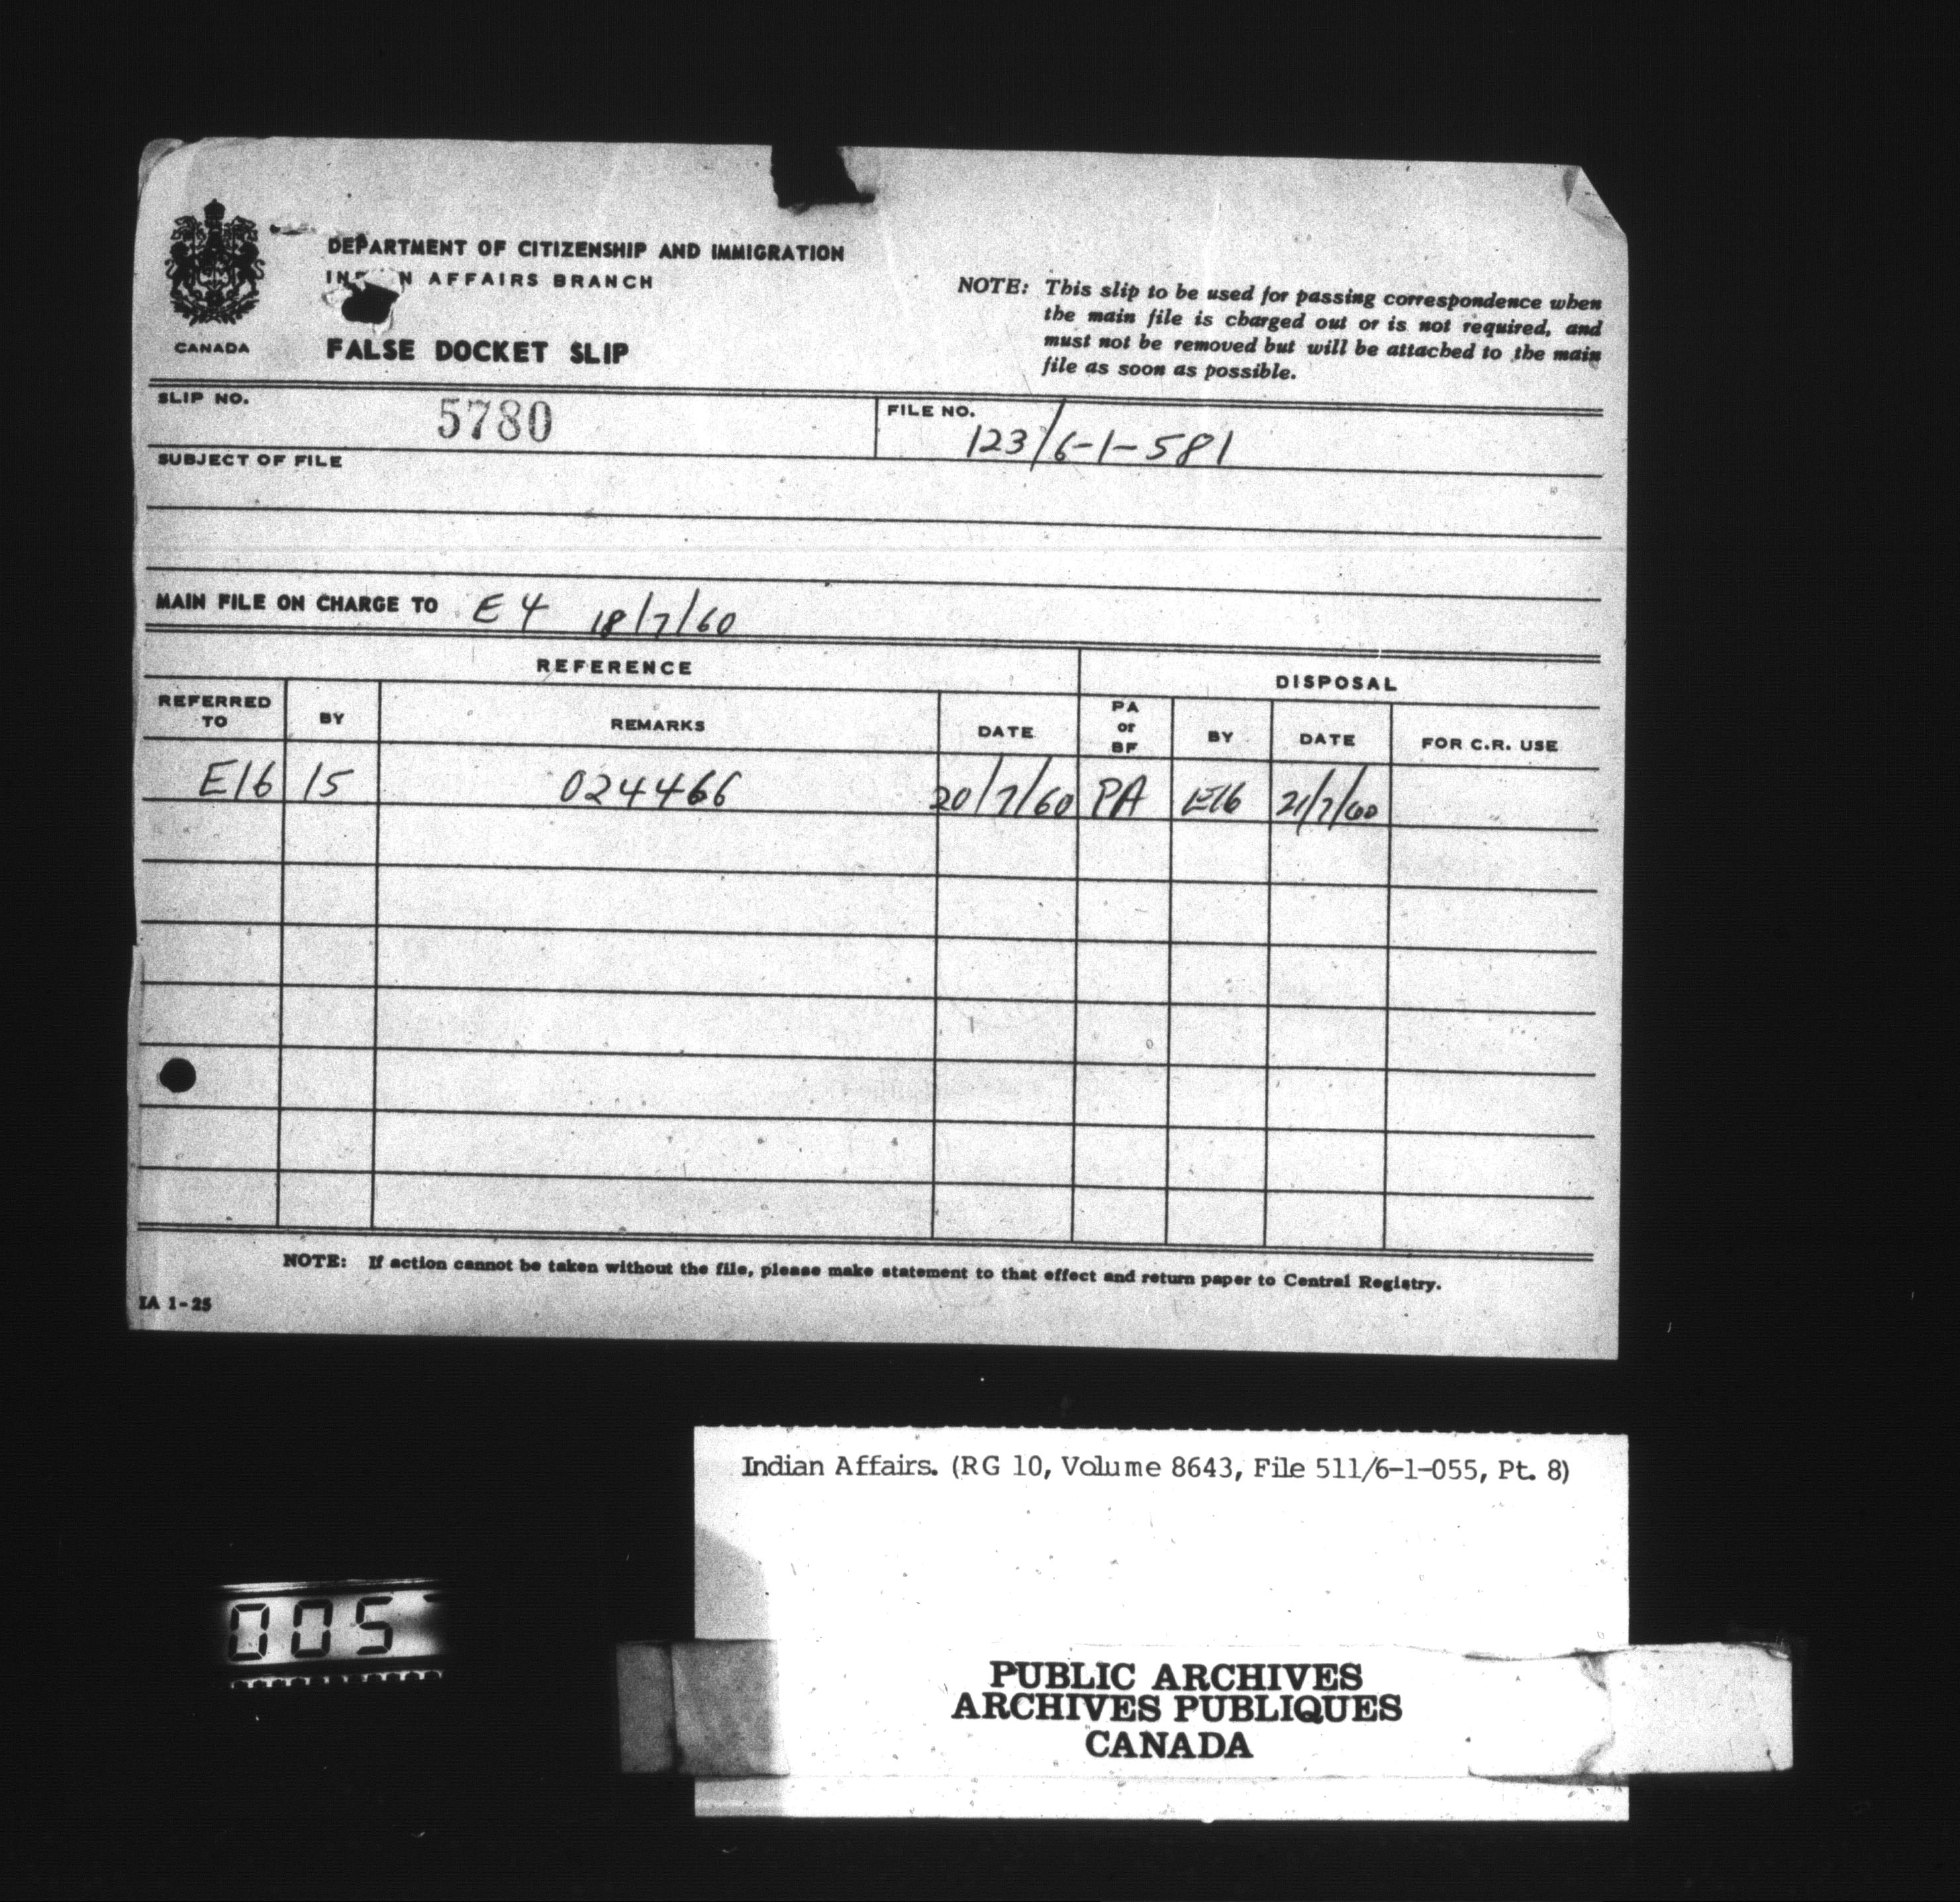 DEPARTMENT OF CITIZENSHIP AND IMMIGRATION
INDIAN AFFAIRS BRANCH
CANADA
FALSE DOCKET SLIP
NOTE: This slip to be used for passing correspondence when
the main file is charged out or is not required, and
must not be removed but will be attached to the main
file as soon as possible.
SLIP NO. 5780
FILE NO. 123/6-1-581
SUBJECT OF FILE
MAIN FILE ON CHARGE TO E4 18/7/60
REFERENCE
DISPOSAL
REFERRED TO
BY
REMARKS
DATE
PA or BF
BY
DATE
FOR C.R. USE
E16 15 024466 20/7/60 PA E16 21/7/60
NOTE: If action cannot be taken without the file, please make statement to that effect and return paper to Central Registry.
IA 1-25
Indian Affairs. (RG 10, Volume 8643, File 511/6-1-055, Pt. 8)
005
PUBLIC ARCHIVES
ARCHIVES PUBLIQUES
CANADA